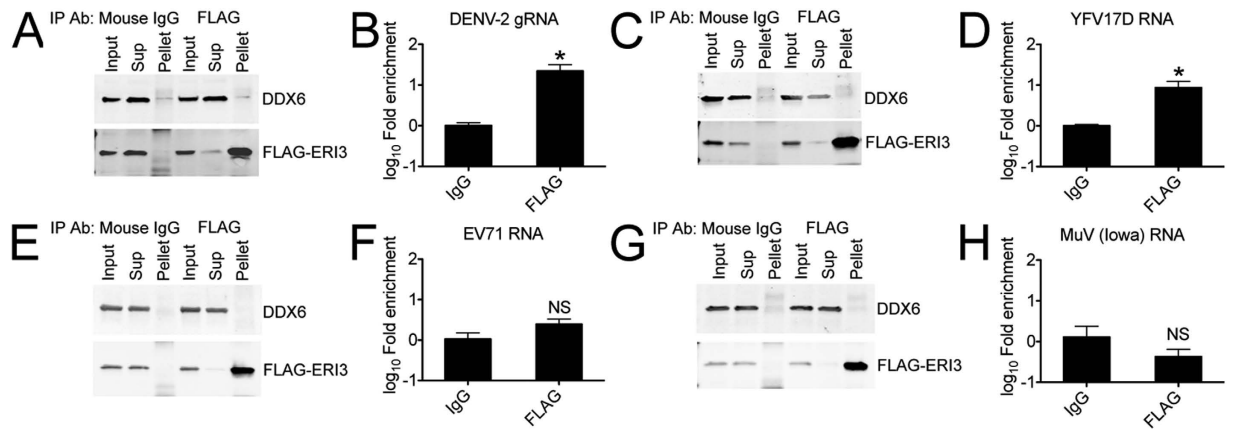 A
IP Ab: Mouse IgG FLAG
Input Sup Pellet Input Sup Pellet
DDX6
FLAG-ERI3
B
DENV-2 gRNA
log10 Fold enrichment
2
1
0
-1
*
IgG
FLAG
C
IP Ab: Mouse IgG FLAG
Input Sup Pellet Input Sup Pellet
DDX6
FLAG-ERI3
D
YFV17D RNA
log10 Fold enrichment
2
1
0
-1
*
IgG
FLAG
E
IP Ab: Mouse IgG FLAG
Input Sup Pellet Input Sup Pellet
DDX6
FLAG-ERI3
F
EV71 RNA
log10 Fold enrichment
2
1
0
-1
NS
IgG
FLAG
G
IP Ab: Mouse IgG FLAG
Input Sup Pellet Input Sup Pellet
DDX6
FLAG-ERI3
H
MuV (Iowa) RNA
log10 Fold enrichment
2
1
0
-1
NS
IgG
FLAG